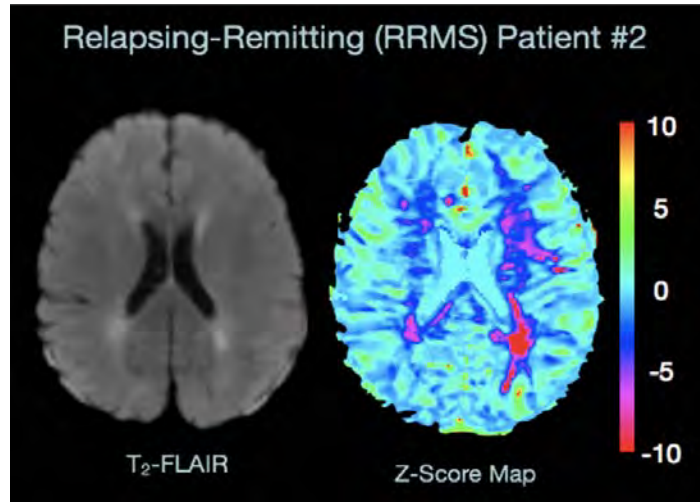 Relapsing-Remitting (RRMS) Patient #2
10
5
0
-5
-10
T₂-FLAIR
Z-Score Map